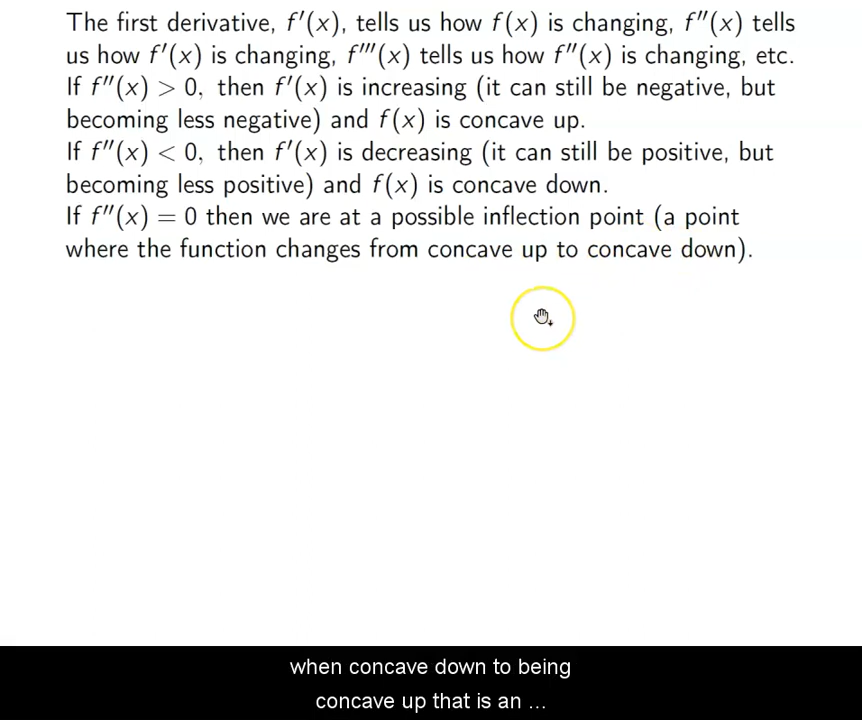 The first derivative, f′(x), tells us how f(x) is changing, f″(x) tells
us how f′(x) is changing, f‴(x) tells us how f″(x) is changing, etc.
If f″(x) > 0, then f′(x) is increasing (it can still be negative, but
becoming less negative) and f(x) is concave up.
If f″(x) < 0, then f′(x) is decreasing (it can still be positive, but
becoming less positive) and f(x) is concave down.
If f″(x) = 0 then we are at a possible inflection point (a point
where the function changes from concave up to concave down).
when concave down to being
concave up that is an ...